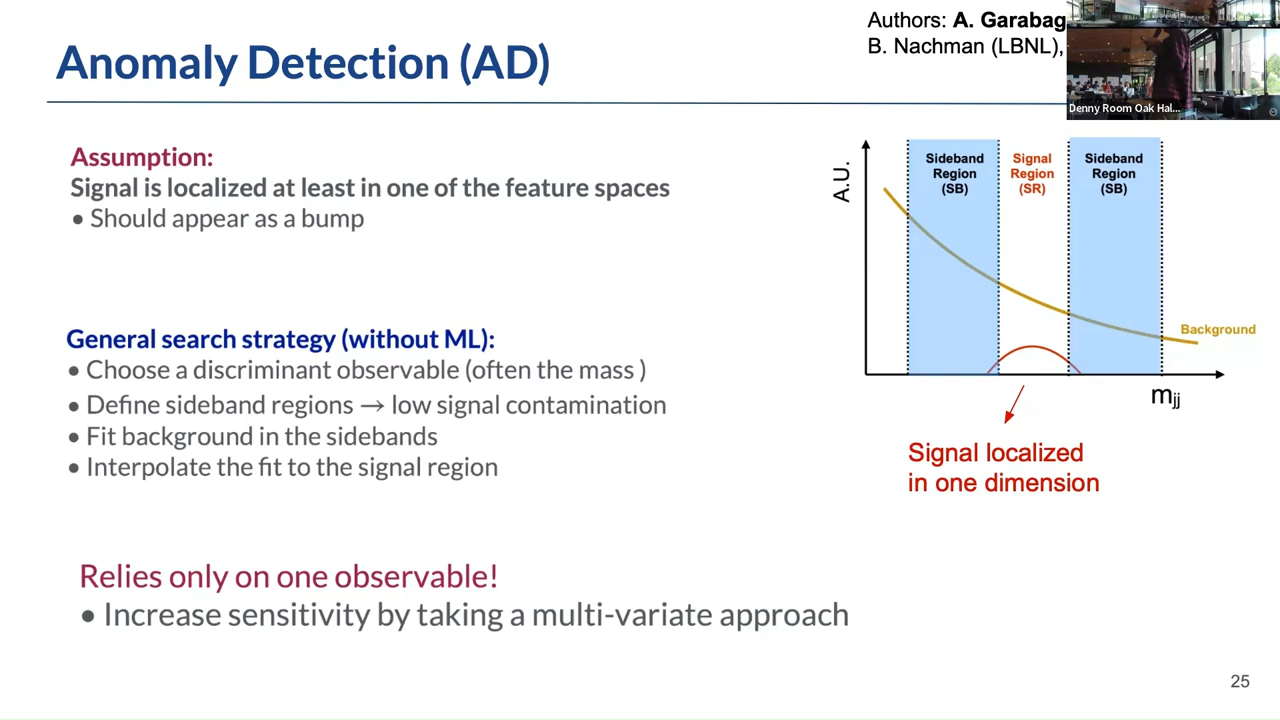 Authors: A. Garabag
B. Nachman (LBNL),
Anomaly Detection (AD)
Denny Room Oak Hal...
Assumption:
Signal is localized at least in one of the feature spaces
• Should appear as a bump
General search strategy (without ML):
• Choose a discriminant observable (often the mass )
• Define sideband regions → low signal contamination
• Fit background in the sidebands
• Interpolate the fit to the signal region
Relies only on one observable!
• Increase sensitivity by taking a multi-variate approach
A.U.
Sideband
Region
(SB)
Signal
Region
(SR)
Sideband
Region
(SB)
Background
mjj
Signal localized
in one dimension
25